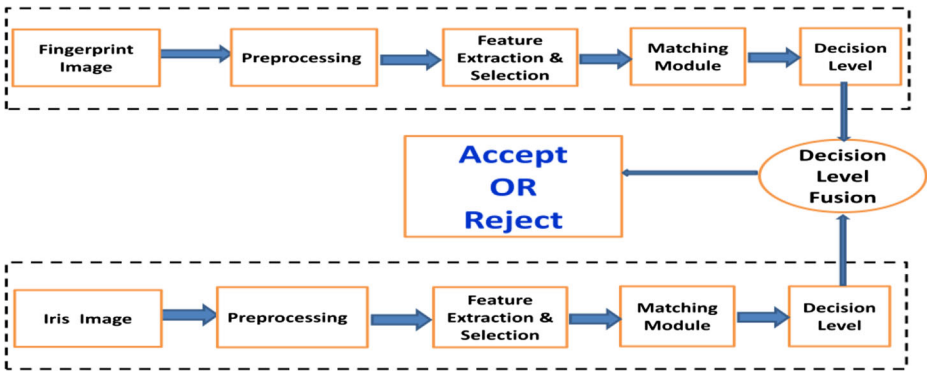 Fingerprint
Image
Preprocessing
Feature
Extraction &
Selection
Matching
Module
Decision
Level
Accept
OR
Reject
Decision
Level
Fusion
Iris Image
Preprocessing
Feature
Extraction &
Selection
Matching
Module
Decision
Level